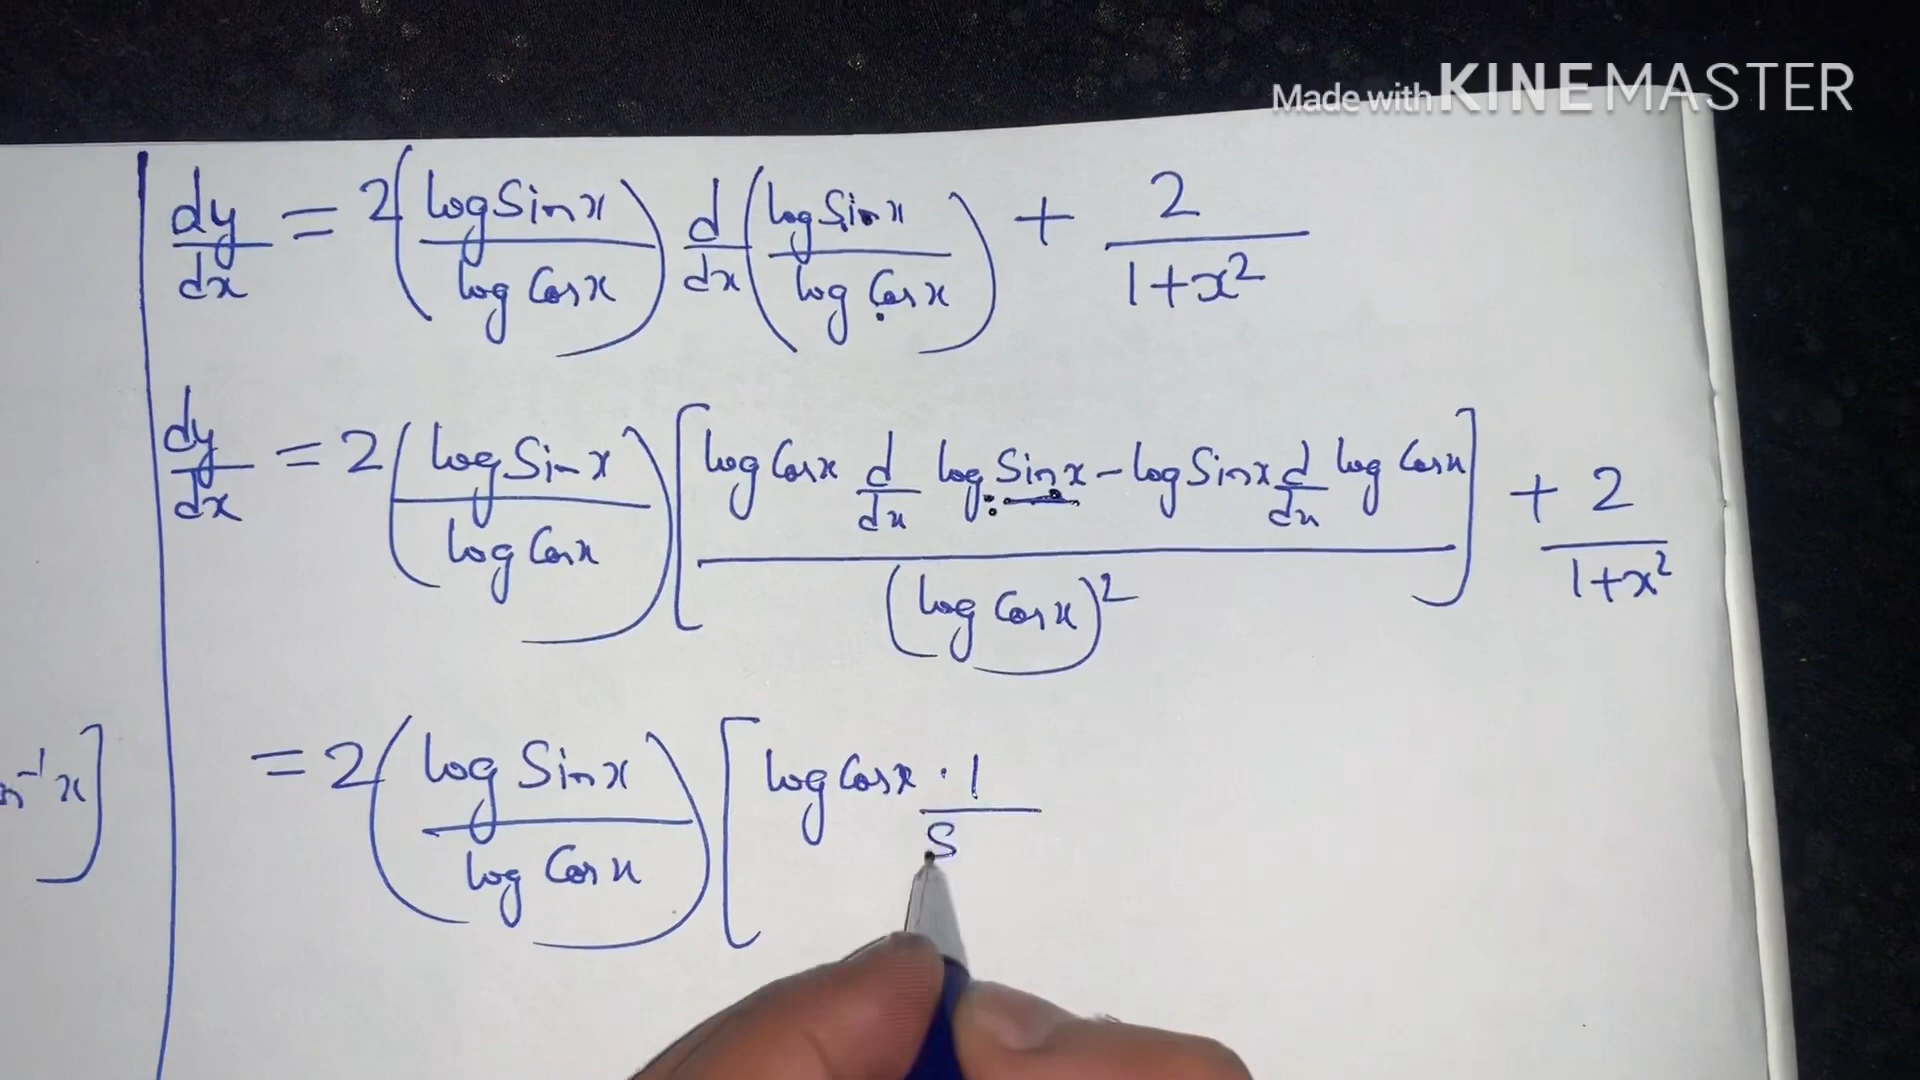 Made with KINEMASTER
dy/dx = 2(log Sin x / log Cos x) d/dx (log Sin x / log Cos x) + 2/(1+x²)
dy/dx = 2(log Sin x / log Cos x) [(log Cos x d/dx log Sin x - log Sin x d/dx log Cos x) / (log Cos x)²] + 2/(1+x²)
= 2(log Sin x / log Cos x) [log Cos x · 1/S
n⁻¹x]